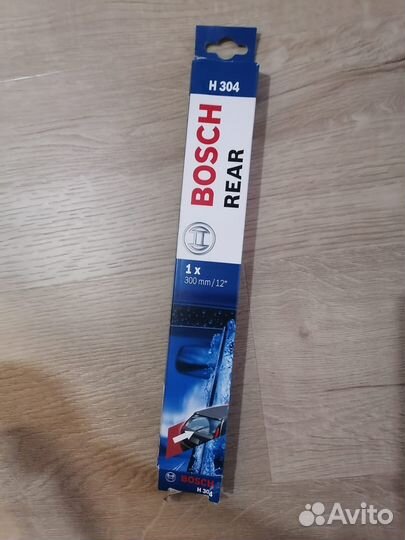 H 304
BOSCH
REAR
1 x
300 mm / 12"
BOSCH
H 304
Avito